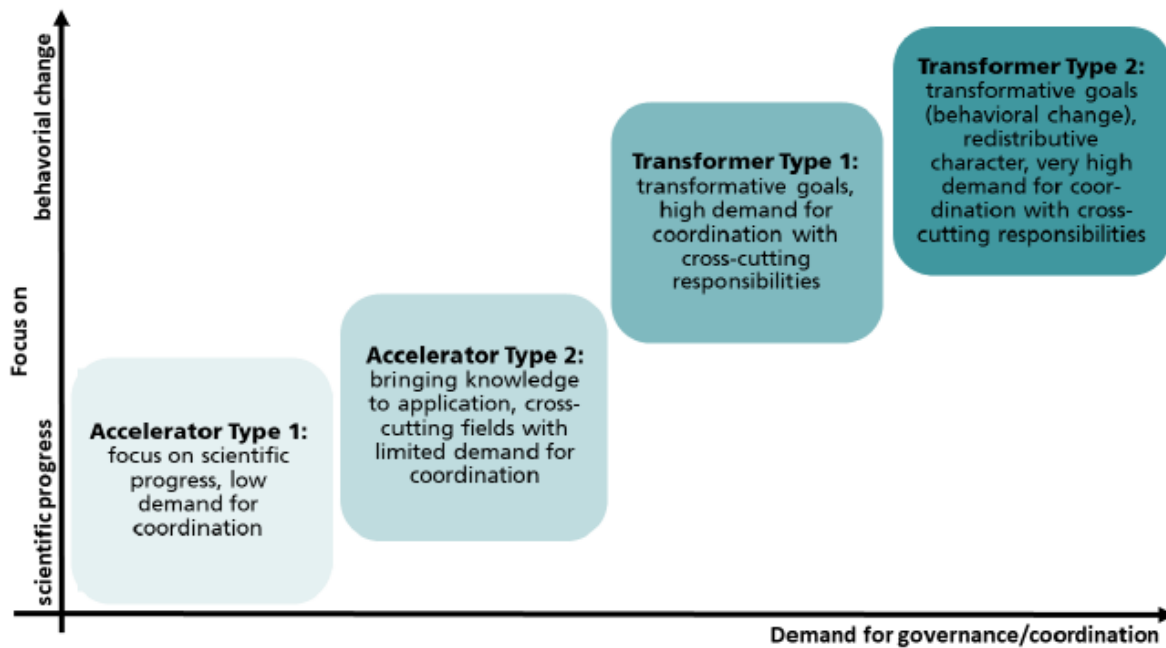 Focus on
behavorial change
scientific progress
Transformer Type 2:
transformative goals
(behavioral change),
redistributive
character, very high
demand for coor-
dination with cross-
cutting responsibilities
Transformer Type 1:
transformative goals,
high demand for
coordination with
cross-cutting
responsibilities
Accelerator Type 2:
bringing knowledge
to application, cross-
cutting fields with
limited demand for
coordination
Accelerator Type 1:
focus on scientific
progress, low
demand for
coordination
Demand for governance/coordination